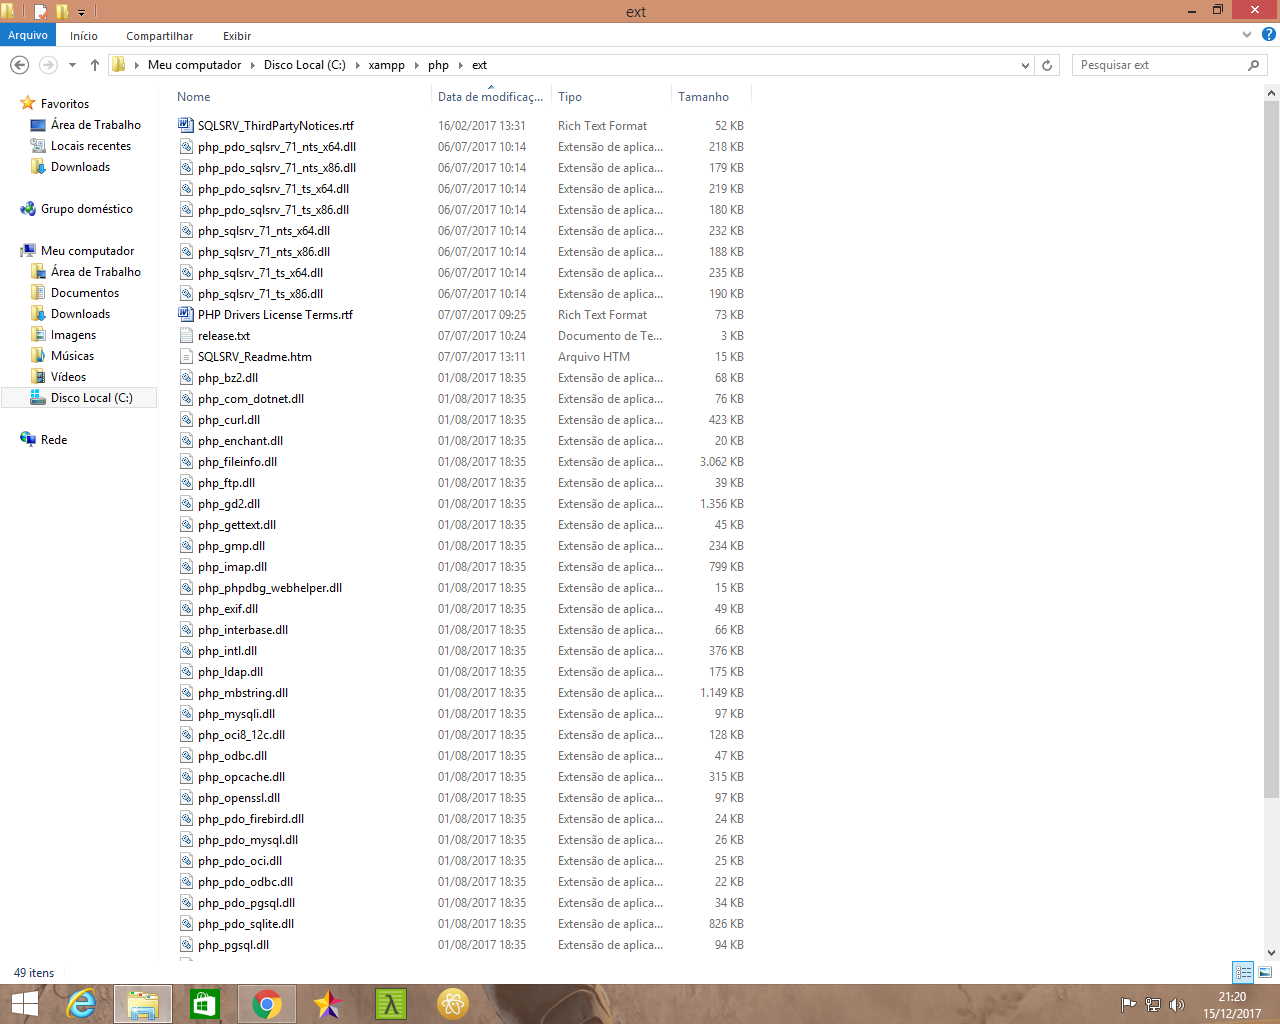 ext
Arquivo Início Compartilhar Exibir
Meu computador Disco Local (C:) xampp php ext Pesquisar ext
Nome Data de modificaç... Tipo Tamanho
Favoritos
Área de Trabalho
Locais recentes
Downloads
Grupo doméstico
Meu computador
Área de Trabalho
Documentos
Downloads
Imagens
Músicas
Vídeos
Disco Local (C:)
Rede
SQLSRV_ThirdPartyNotices.rtf 16/02/2017 13:31 Rich Text Format 52 KB
php_pdo_sqlsrv_71_nts_x64.dll 06/07/2017 10:14 Extensão de aplica... 218 KB
php_pdo_sqlsrv_71_nts_x86.dll 06/07/2017 10:14 Extensão de aplica... 179 KB
php_pdo_sqlsrv_71_ts_x64.dll 06/07/2017 10:14 Extensão de aplica... 219 KB
php_pdo_sqlsrv_71_ts_x86.dll 06/07/2017 10:14 Extensão de aplica... 180 KB
php_sqlsrv_71_nts_x64.dll 06/07/2017 10:14 Extensão de aplica... 232 KB
php_sqlsrv_71_nts_x86.dll 06/07/2017 10:14 Extensão de aplica... 188 KB
php_sqlsrv_71_ts_x64.dll 06/07/2017 10:14 Extensão de aplica... 235 KB
php_sqlsrv_71_ts_x86.dll 06/07/2017 10:14 Extensão de aplica... 190 KB
PHP Drivers License Terms.rtf 07/07/2017 09:25 Rich Text Format 73 KB
release.txt 07/07/2017 10:24 Documento de Te... 3 KB
SQLSRV_Readme.htm 07/07/2017 13:11 Arquivo HTM 15 KB
php_bz2.dll 01/08/2017 18:35 Extensão de aplica... 68 KB
php_com_dotnet.dll 01/08/2017 18:35 Extensão de aplica... 76 KB
php_curl.dll 01/08/2017 18:35 Extensão de aplica... 423 KB
php_enchant.dll 01/08/2017 18:35 Extensão de aplica... 20 KB
php_fileinfo.dll 01/08/2017 18:35 Extensão de aplica... 3.062 KB
php_ftp.dll 01/08/2017 18:35 Extensão de aplica... 39 KB
php_gd2.dll 01/08/2017 18:35 Extensão de aplica... 1.356 KB
php_gettext.dll 01/08/2017 18:35 Extensão de aplica... 45 KB
php_gmp.dll 01/08/2017 18:35 Extensão de aplica... 234 KB
php_imap.dll 01/08/2017 18:35 Extensão de aplica... 799 KB
php_phpdbg_webhelper.dll 01/08/2017 18:35 Extensão de aplica... 15 KB
php_exif.dll 01/08/2017 18:35 Extensão de aplica... 49 KB
php_interbase.dll 01/08/2017 18:35 Extensão de aplica... 66 KB
php_intl.dll 01/08/2017 18:35 Extensão de aplica... 376 KB
php_ldap.dll 01/08/2017 18:35 Extensão de aplica... 175 KB
php_mbstring.dll 01/08/2017 18:35 Extensão de aplica... 1.149 KB
php_mysqli.dll 01/08/2017 18:35 Extensão de aplica... 97 KB
php_oci8_12c.dll 01/08/2017 18:35 Extensão de aplica... 128 KB
php_odbc.dll 01/08/2017 18:35 Extensão de aplica... 47 KB
php_opcache.dll 01/08/2017 18:35 Extensão de aplica... 315 KB
php_openssl.dll 01/08/2017 18:35 Extensão de aplica... 97 KB
php_pdo_firebird.dll 01/08/2017 18:35 Extensão de aplica... 24 KB
php_pdo_mysql.dll 01/08/2017 18:35 Extensão de aplica... 26 KB
php_pdo_oci.dll 01/08/2017 18:35 Extensão de aplica... 25 KB
php_pdo_odbc.dll 01/08/2017 18:35 Extensão de aplica... 22 KB
php_pdo_pgsql.dll 01/08/2017 18:35 Extensão de aplica... 34 KB
php_pdo_sqlite.dll 01/08/2017 18:35 Extensão de aplica... 826 KB
php_pgsql.dll 01/08/2017 18:35 Extensão de aplica... 94 KB
49 itens
21:20
15/12/2017